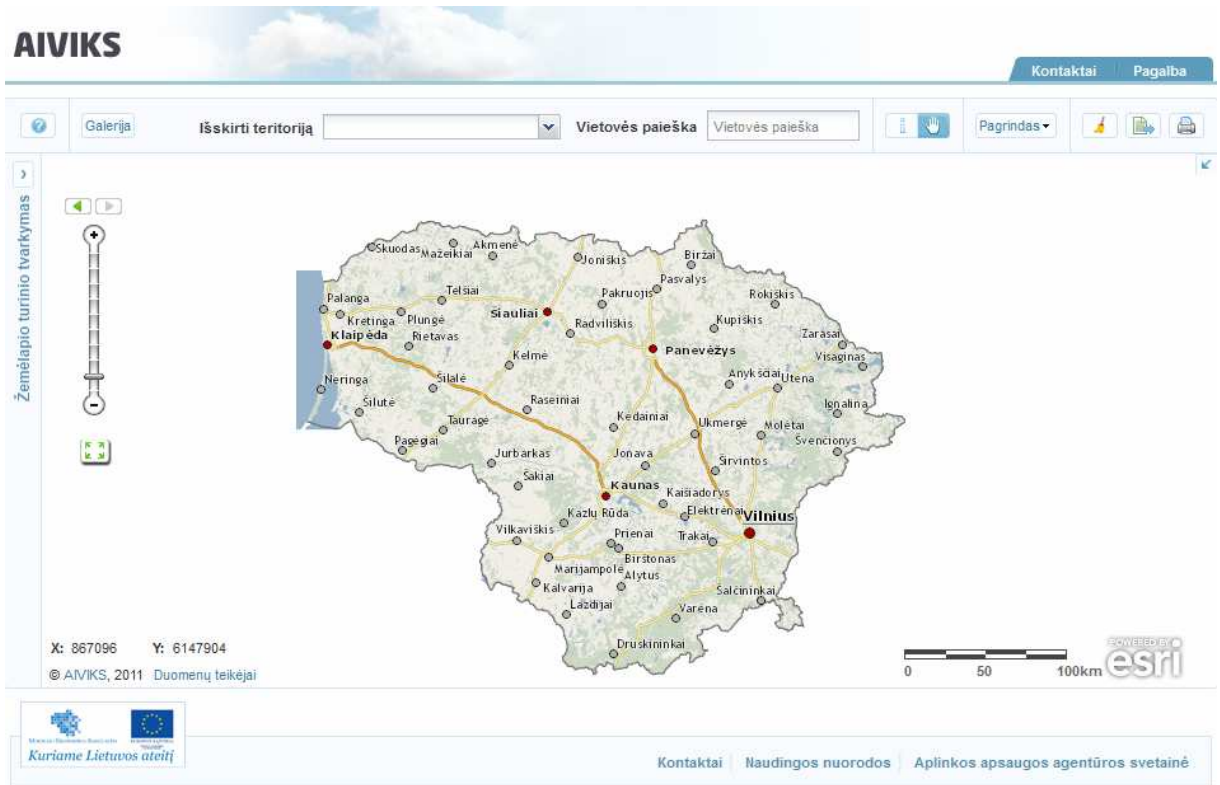 AIVIKS
Kontaktai Pagalba
Galerija Išskirti teritoriją Vietovės paieška Vietovės paieška Pagrindas
Žemėlapio turinio tvarkymas
Skuodas
Mažeikiai
Akmenė
Joniškis
Biržai
Pasvalys
Palanga
Telšiai
Pakruojis
Rokiškis
Kretinga
Plungė
Šiauliai
Radviliškis
Kupiškis
Zarasai
Klaipėda
Rietavas
Kelmė
Panevėžys
Visaginas
Neringa
Šilalė
Anykščiai
Utena
Šilutė
Raseiniai
Ignalina
Tauragė
Kėdainiai
Ukmergė
Molėtai
Švenčionys
Pagėgiai
Jurbarkas
Jonava
Širvintos
Šakiai
Kaunas
Kaišiadorys
Kazlų Rūda
Elektrėnai
Vilnius
Vilkaviškis
Prienai
Trakai
Birštonas
Marijampolė
Alytus
Kalvarija
Šalčininkai
Lazdijai
Varėna
Druskininkai
X: 867096 Y: 6147904
© AIVIKS, 2011 Duomenų teikėjai
0 50 100km
POWERED BY
esri
Kuriame Lietuvos ateitį
Kontaktai Naudingos nuorodos Aplinkos apsaugos agentūros svetainė